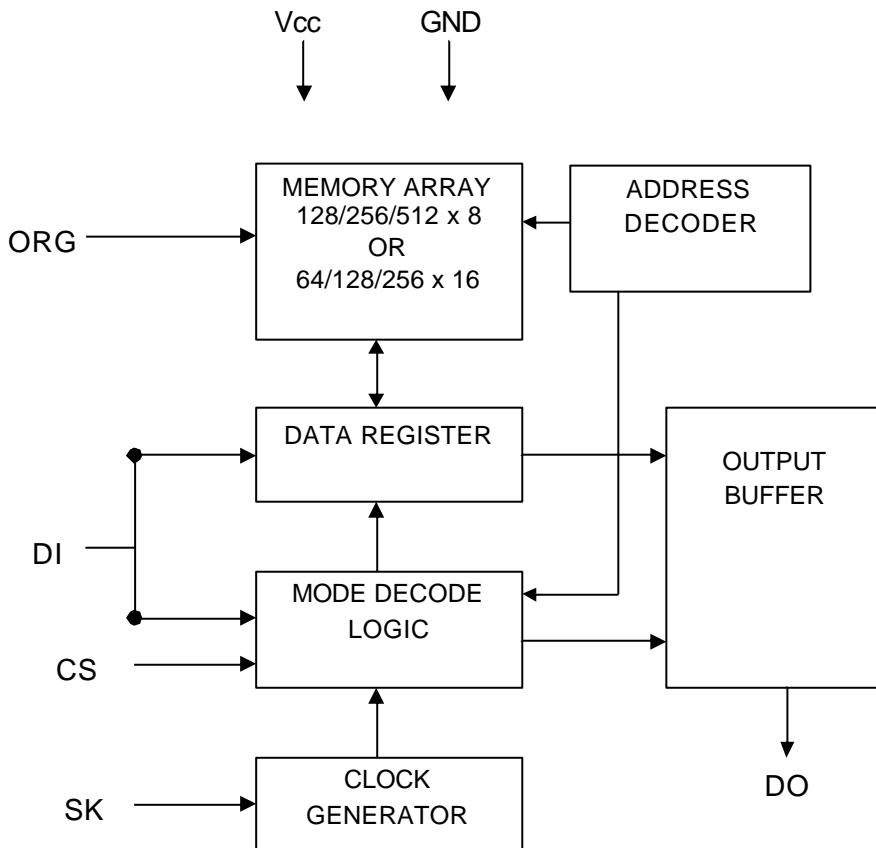 Vcc
GND
MEMORY ARRAY
128/256/512 x 8
OR
64/128/256 x 16
ADDRESS
DECODER
ORG
DATA REGISTER
OUTPUT
BUFFER
DI
MODE DECODE
LOGIC
CS
CLOCK
GENERATOR
DO
SK